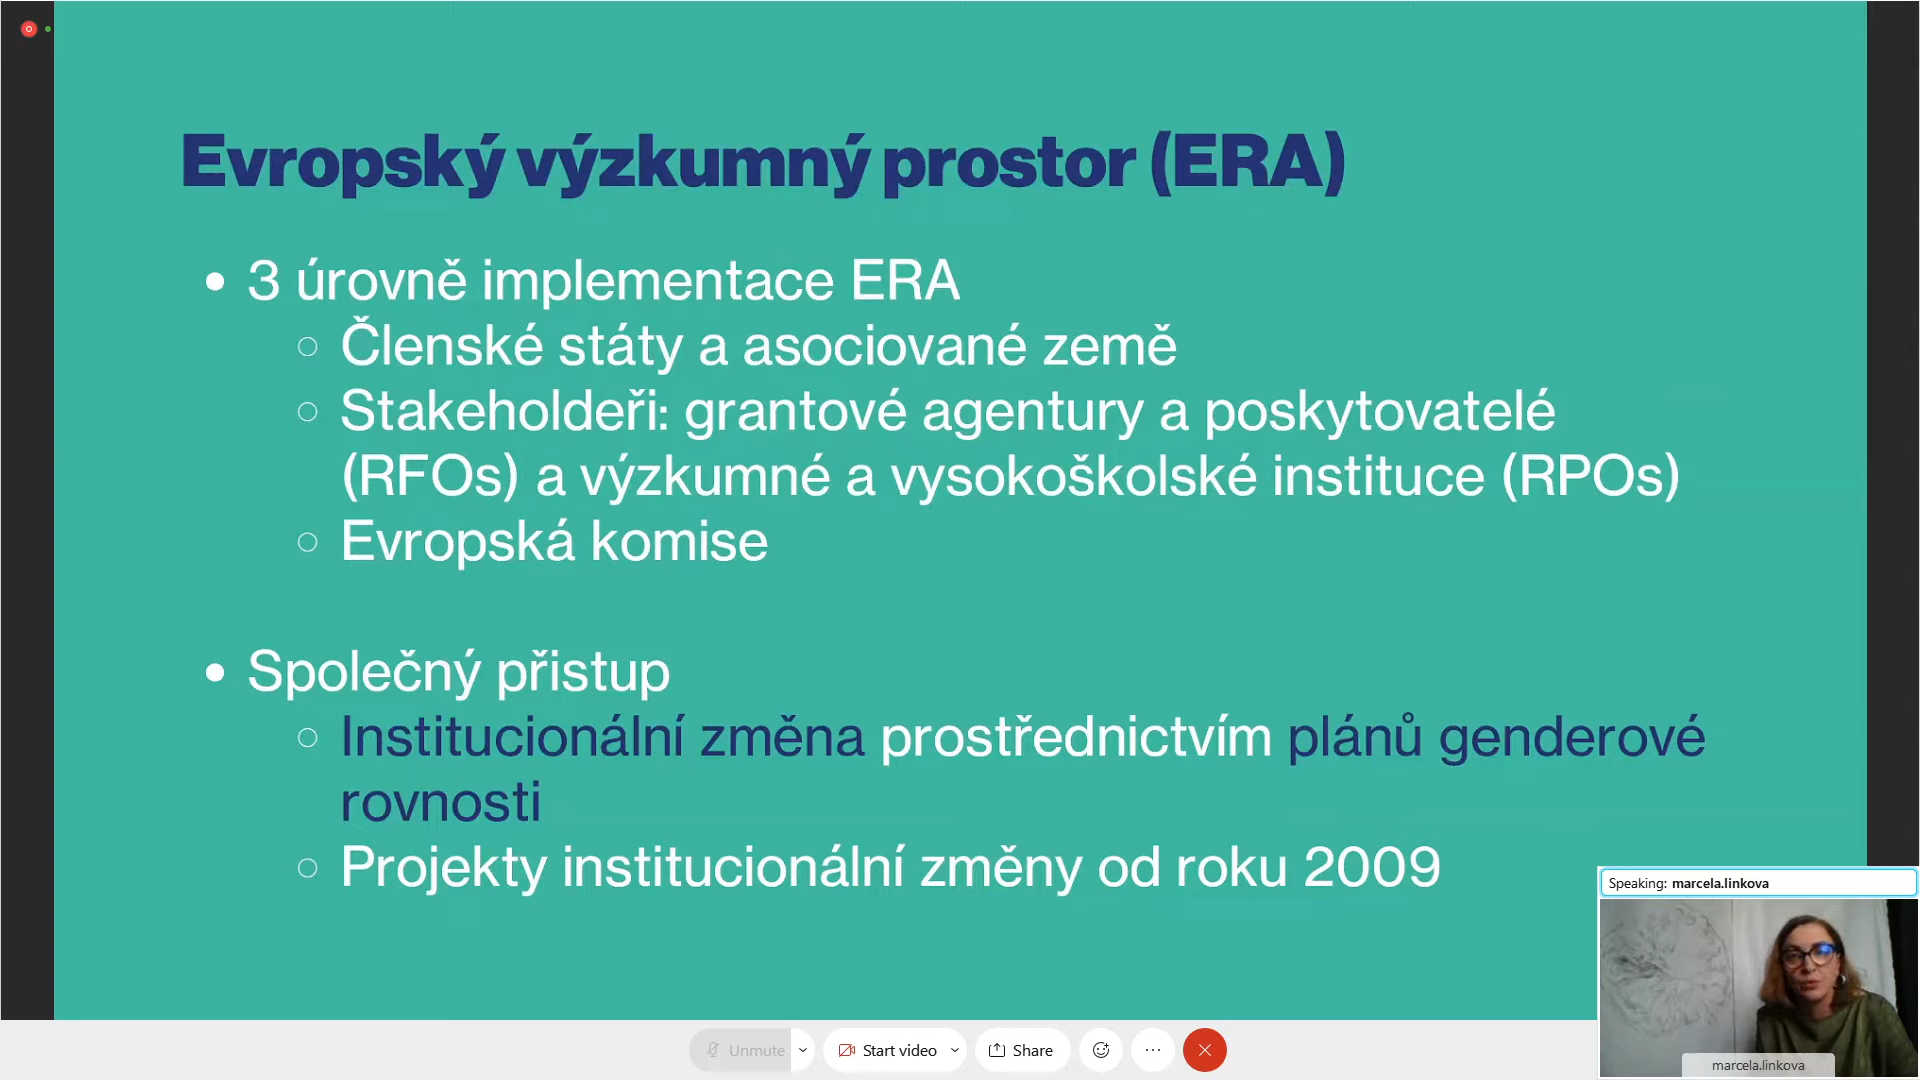 Evropský výzkumný prostor (ERA)
• 3 úrovně implementace ERA
○ Členské státy a asociované země
○ Stakeholdeři: grantové agentury a poskytovatelé
(RFOs) a výzkumné a vysokoškolské instituce (RPOs)
○ Evropská komise
• Společný přistup
○ Institucionální změna prostřednictvím plánů genderové
rovnosti
○ Projekty institucionální změny od roku 2009
Speaking: marcela.linkova
marcela.linkova
Unmute
Start video
Share